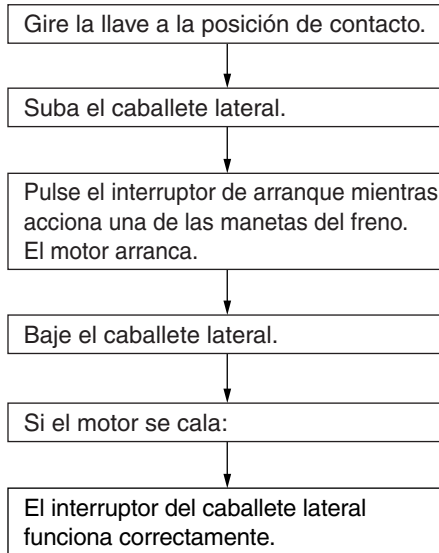 Gire la llave a la posición de contacto.
Suba el caballete lateral.
Pulse el interruptor de arranque mientras
acciona una de las manetas del freno.
El motor arranca.
Baje el caballete lateral.
Si el motor se cala:
El interruptor del caballete lateral
funciona correctamente.